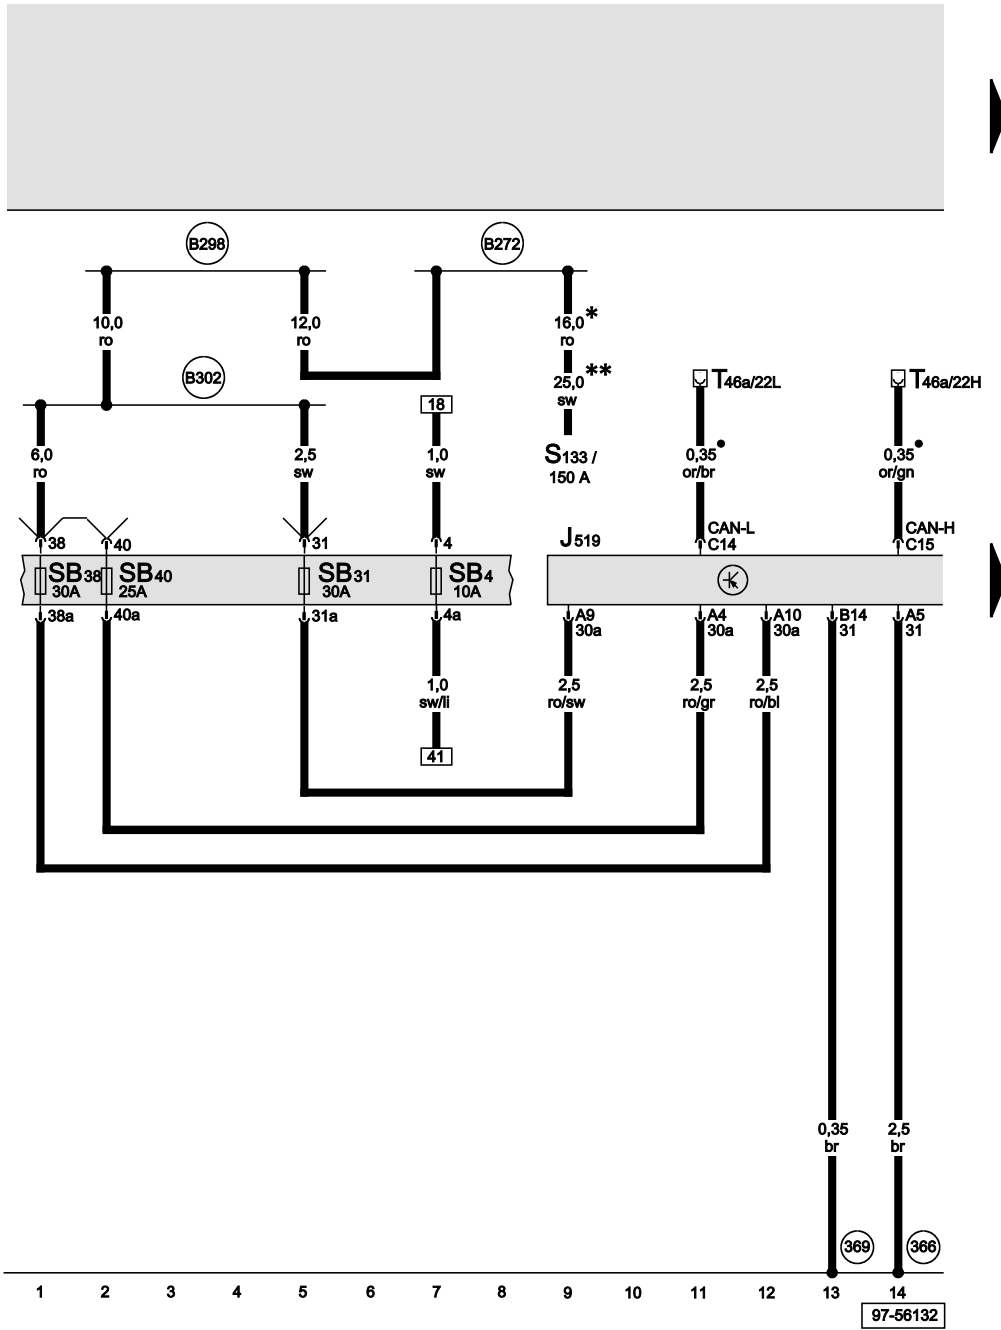 B298
B272
10,0
ro
12,0
ro
16,0 *
ro
25,0 **
sw
B302
18
T46a/22L
T46a/22H
6,0
ro
2,5
sw
1,0
sw
S133 /
150 A
0,35 •
or/br
0,35 •
or/gn
38
40
31
4
J519
CAN-L
C14
CAN-H
C15
SB38
30A
SB40
25A
SB31
30A
SB4
10A
38a
40a
31a
4a
A9
30a
A4
30a
A10
30a
B14
31
A5
31
1,0
sw/li
2,5
ro/sw
2,5
ro/gr
2,5
ro/bl
41
0,35
br
2,5
br
369
366
1 2 3 4 5 6 7 8 9 10 11 12 13 14
97-56132